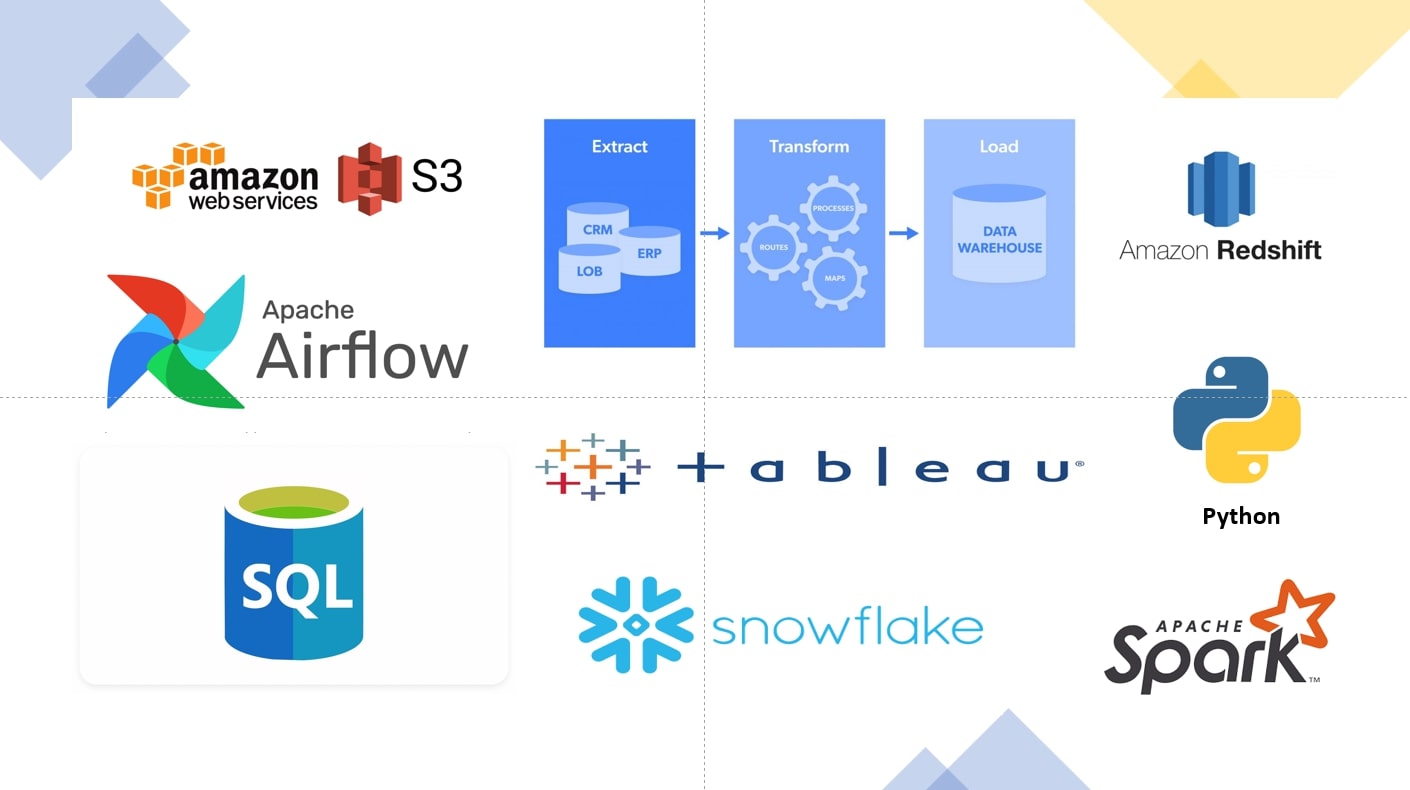 amazon
web services
S3
Apache
Airflow
Extract
CRM
ERP
LOB
Transform
PROCESSES
ROUTES
MAPS
Load
DATA
WAREHOUSE
Amazon Redshift
SQL
+ableau®
snowflake
Python
APACHE
Spark™